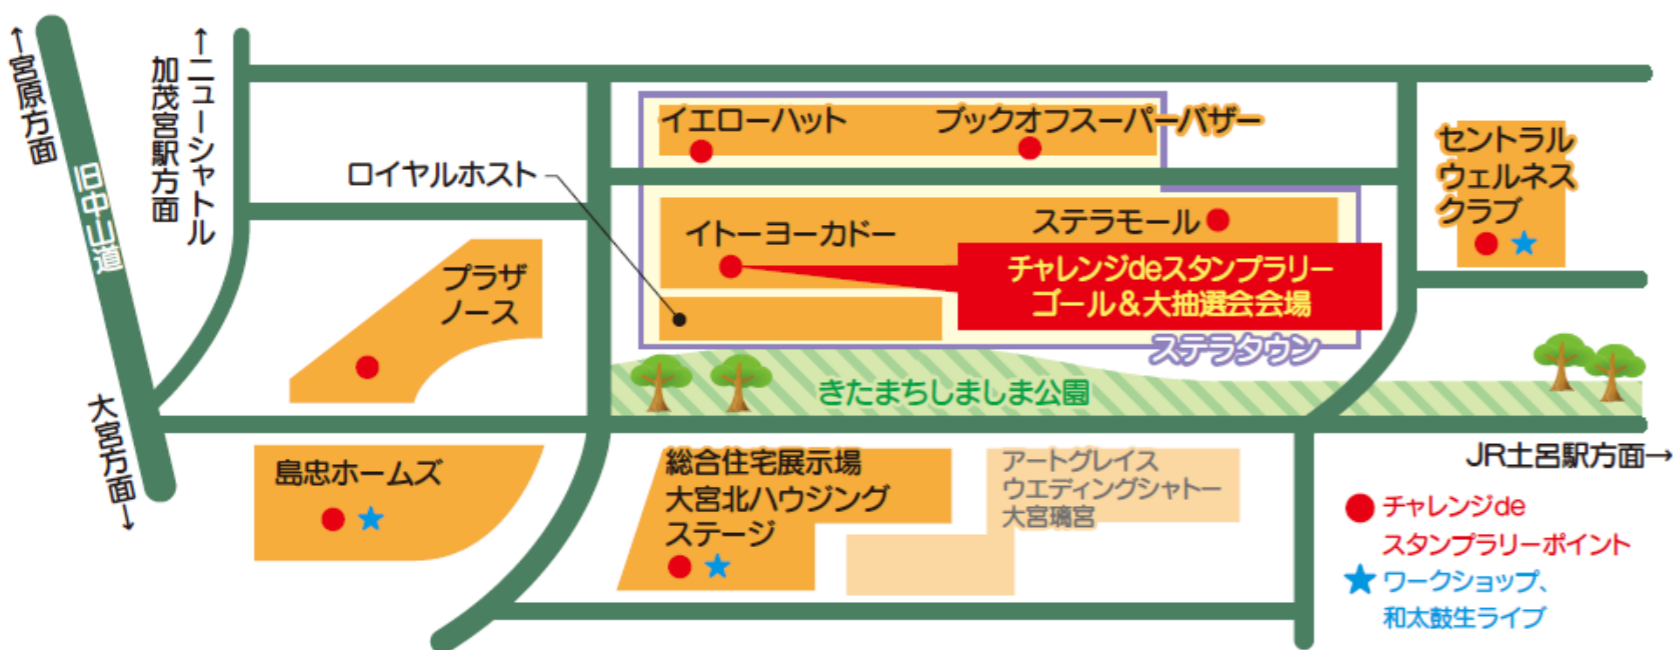 ←宮原方面
←ニューシャトル
加茂宮駅方面
旧中山道
大宮方面→
イエローハット
ブックオフスーパーバザー
ロイヤルホスト
イトーヨーカドー
ステラモール
チャレンジdeスタンプラリー
ゴール&大抽選会会場
ステラタウン
セントラル
ウェルネス
クラブ
プラザ
ノース
きたまちしましま公園
島忠ホームズ
総合住宅展示場
大宮北ハウジング
ステージ
アートグレイス
ウエディングシャトー
大宮璃宮
JR土呂駅方面→
チャレンジde
スタンプラリーポイント
ワークショップ、
和太鼓生ライブ